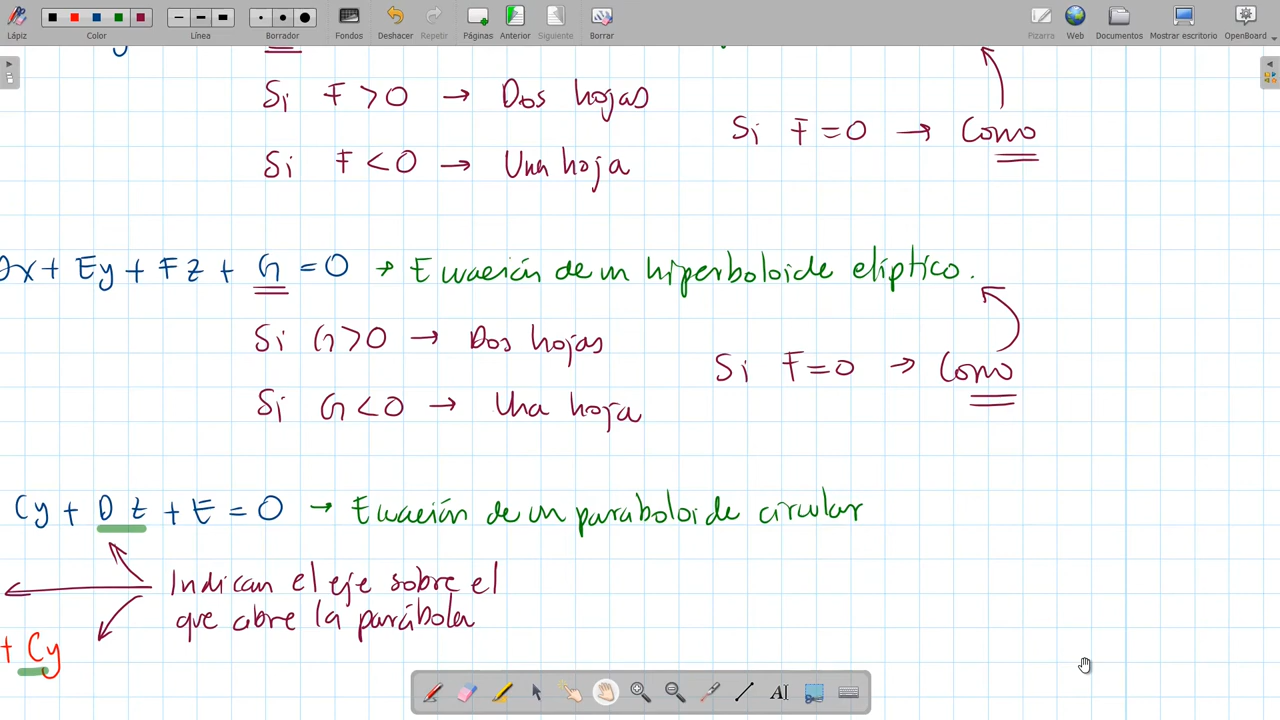 Lápiz Color Línea Borrador Fondos Deshacer Repetir Páginas Anterior Siguiente Borrar Pizarra Web Documentos Mostrar escritorio OpenBoard
Si F > 0 → Dos hojas
Si F = 0 → Cono
Si F < 0 → Una hoja
Dx + Ey + Fz + G = 0 → Ecuación de un hiperboloide elíptico.
Si G > 0 → Dos hojas
Si F = 0 → Cono
Si G < 0 → Una hoja
Cy + Dz + E = 0 → Ecuación de un paraboloide circular
Indican el eje sobre el
que abre la parábola
+ Cy